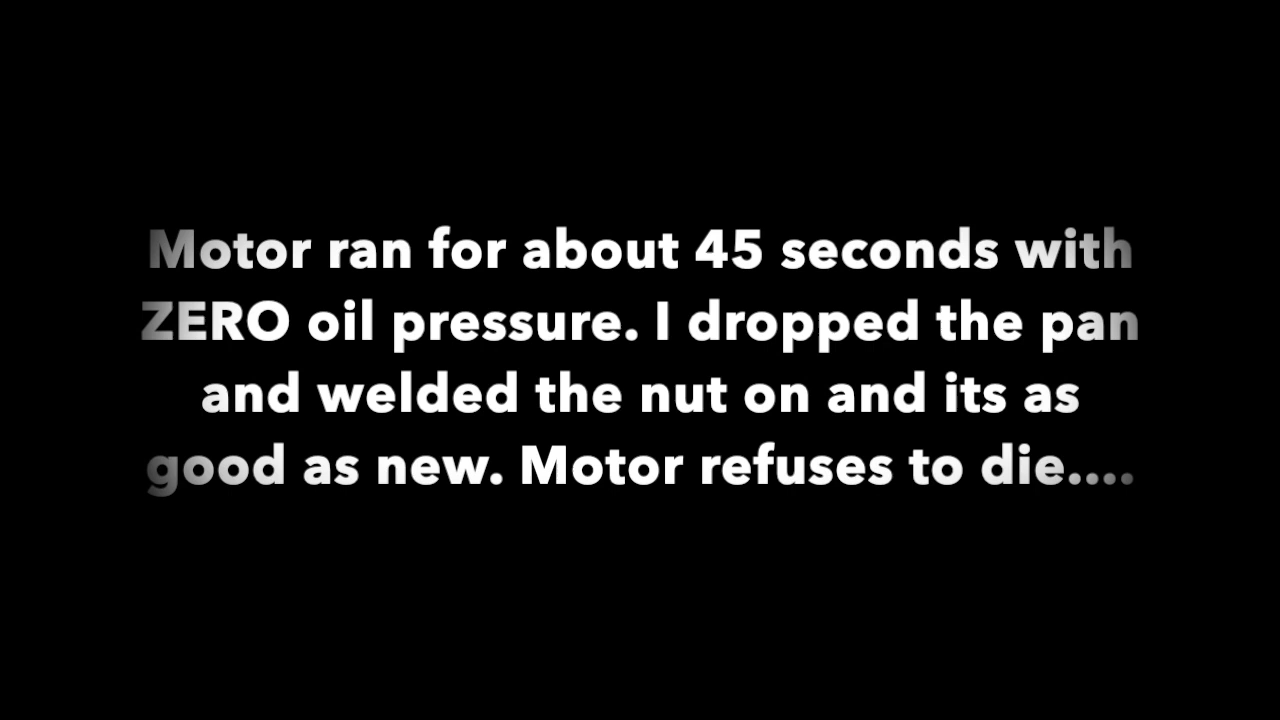 Motor ran for about 45 seconds with
ZERO oil pressure. I dropped the pan
and welded the nut on and its as
good as new. Motor refuses to die....